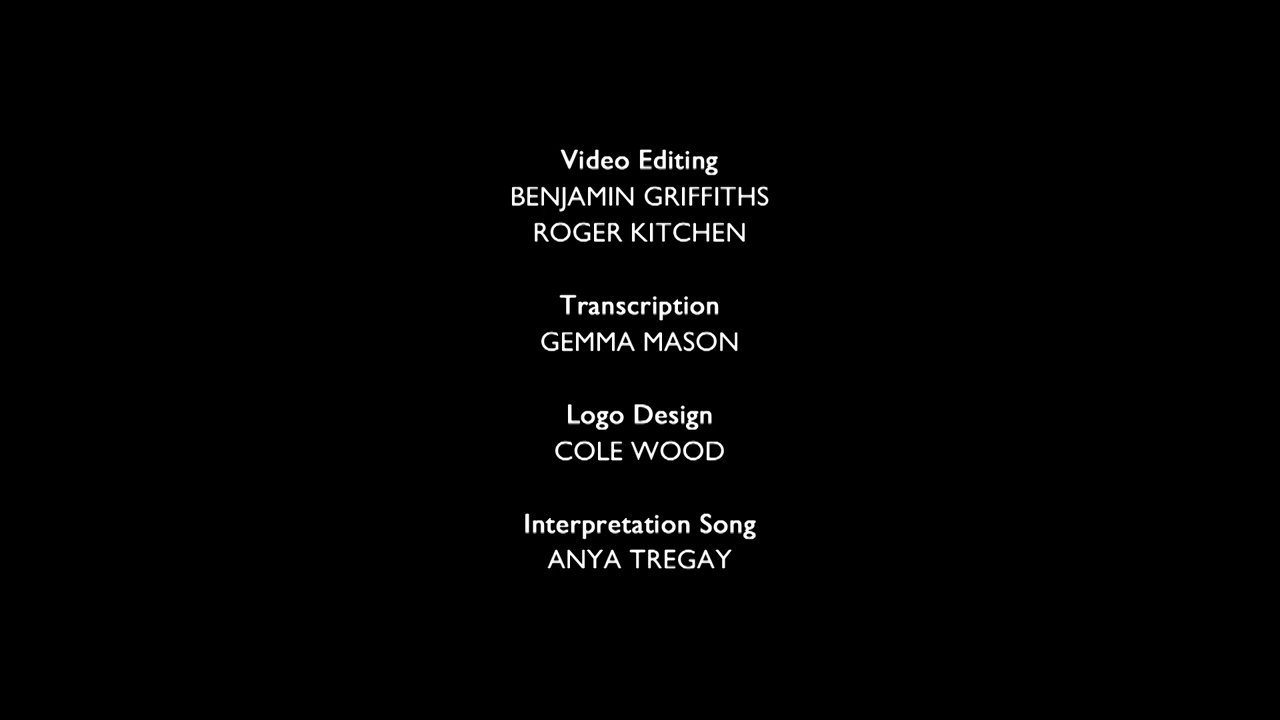 Video Editing
BENJAMIN GRIFFITHS
ROGER KITCHEN
Transcription
GEMMA MASON
Logo Design
COLE WOOD
Interpretation Song
ANYA TREGAY